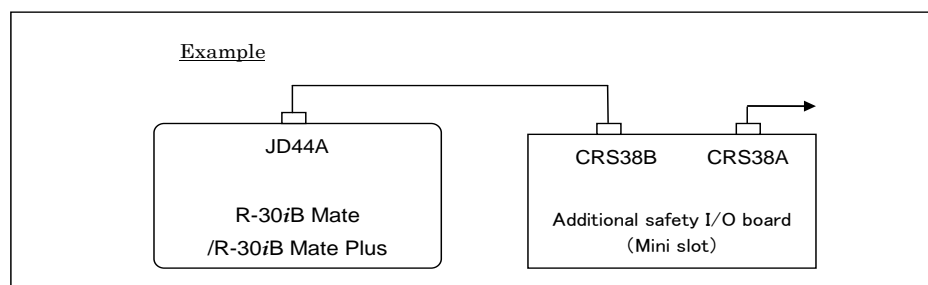 Example
JD44A
R-30iB Mate
/R-30iB Mate Plus
CRS38B CRS38A
Additional safety I/O board
(Mini slot)